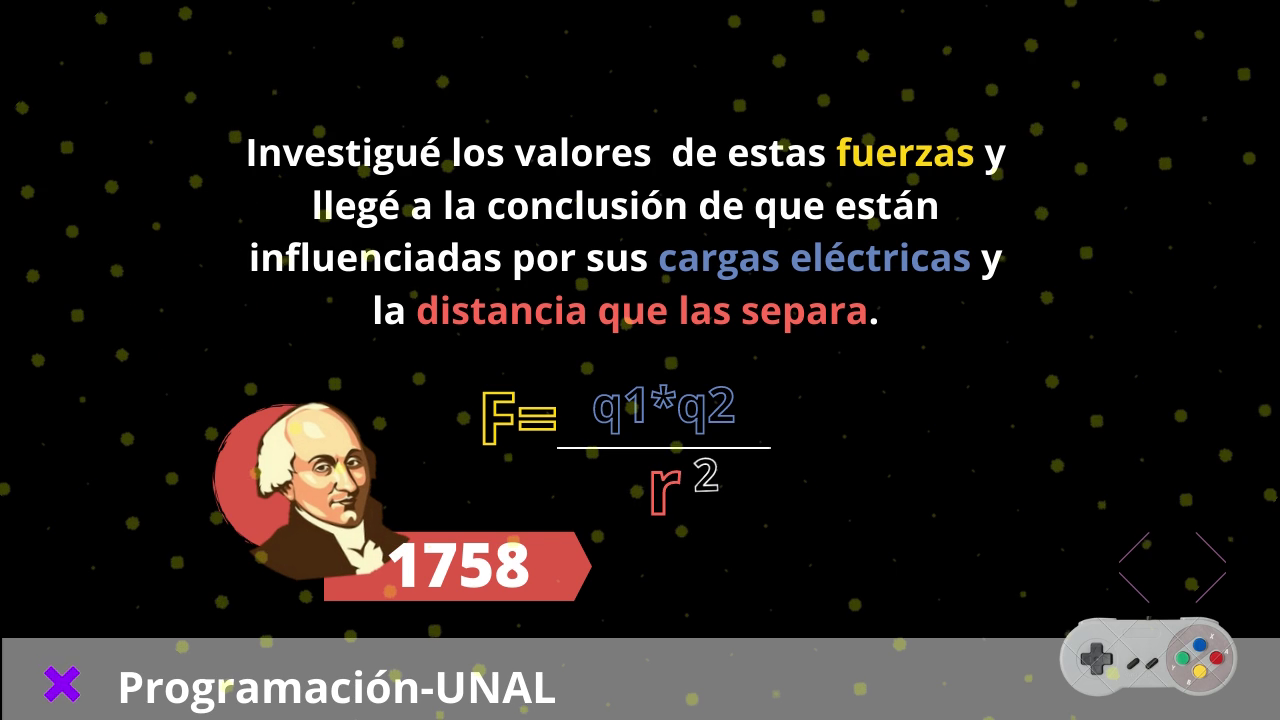 Investigué los valores  de estas fuerzas y
llegé a la conclusión de que están
influenciadas por sus cargas eléctricas y
la distancia que las separa.
F= q1*q2
r 2
1758
Programación-UNAL